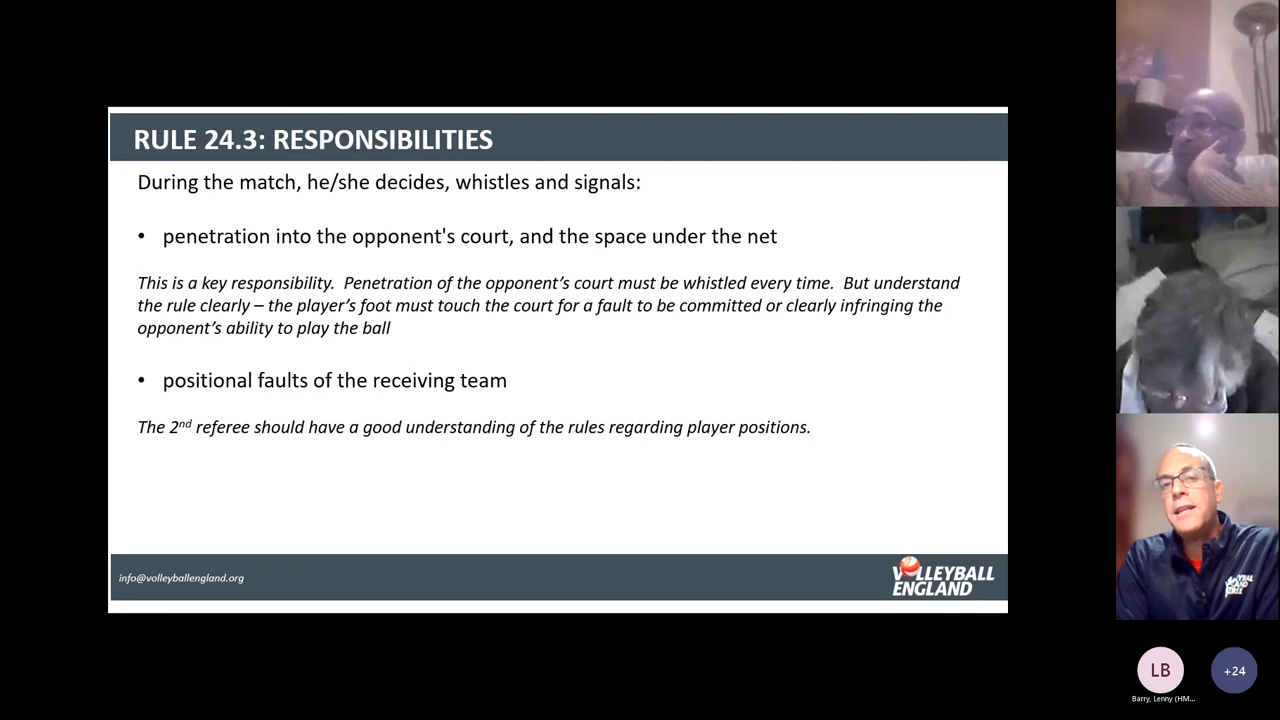 RULE 24.3: RESPONSIBILITIES
During the match, he/she decides, whistles and signals:
• penetration into the opponent's court, and the space under the net
This is a key responsibility. Penetration of the opponent's court must be whistled every time. But understand
the rule clearly – the player's foot must touch the court for a fault to be committed or clearly infringing the
opponent's ability to play the ball
• positional faults of the receiving team
The 2nd referee should have a good understanding of the rules regarding player positions.
info@volleyballengland.org
VOLLEYBALL
ENGLAND
LB
+24
Barry, Lenny (HM...